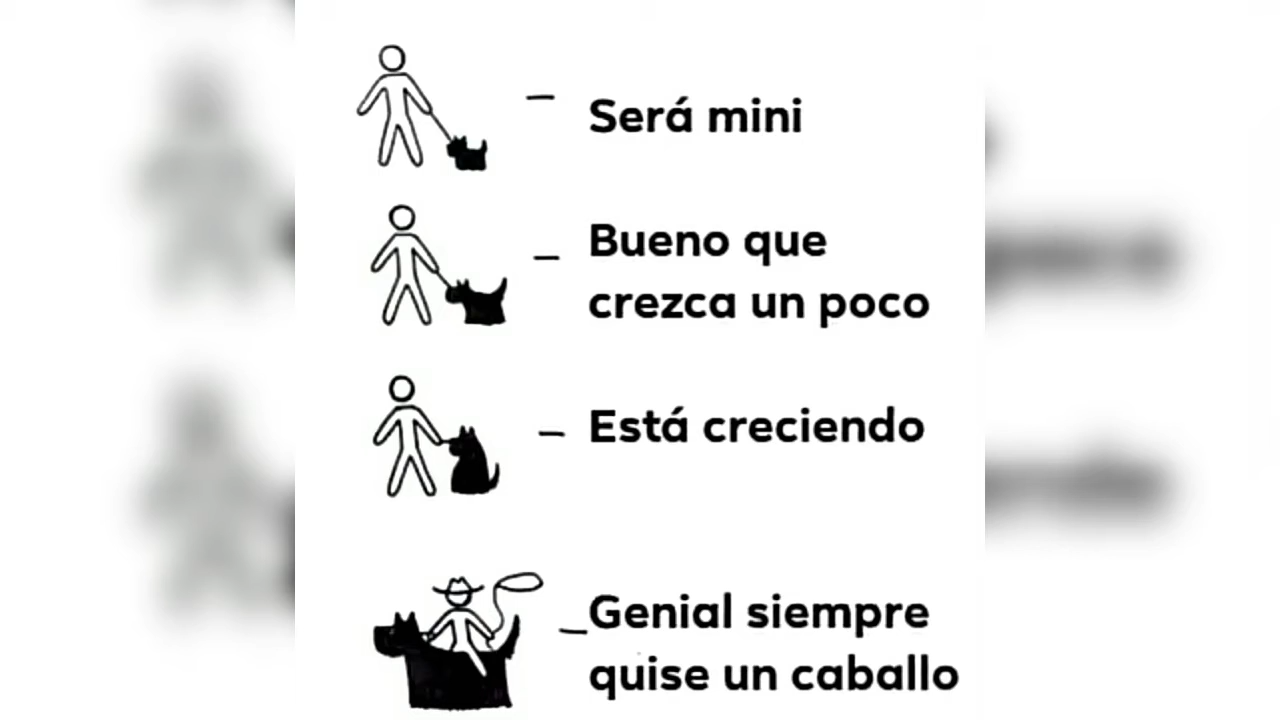 – Será mini
– Bueno que
crezca un poco
– Está creciendo
– Genial siempre
quise un caballo